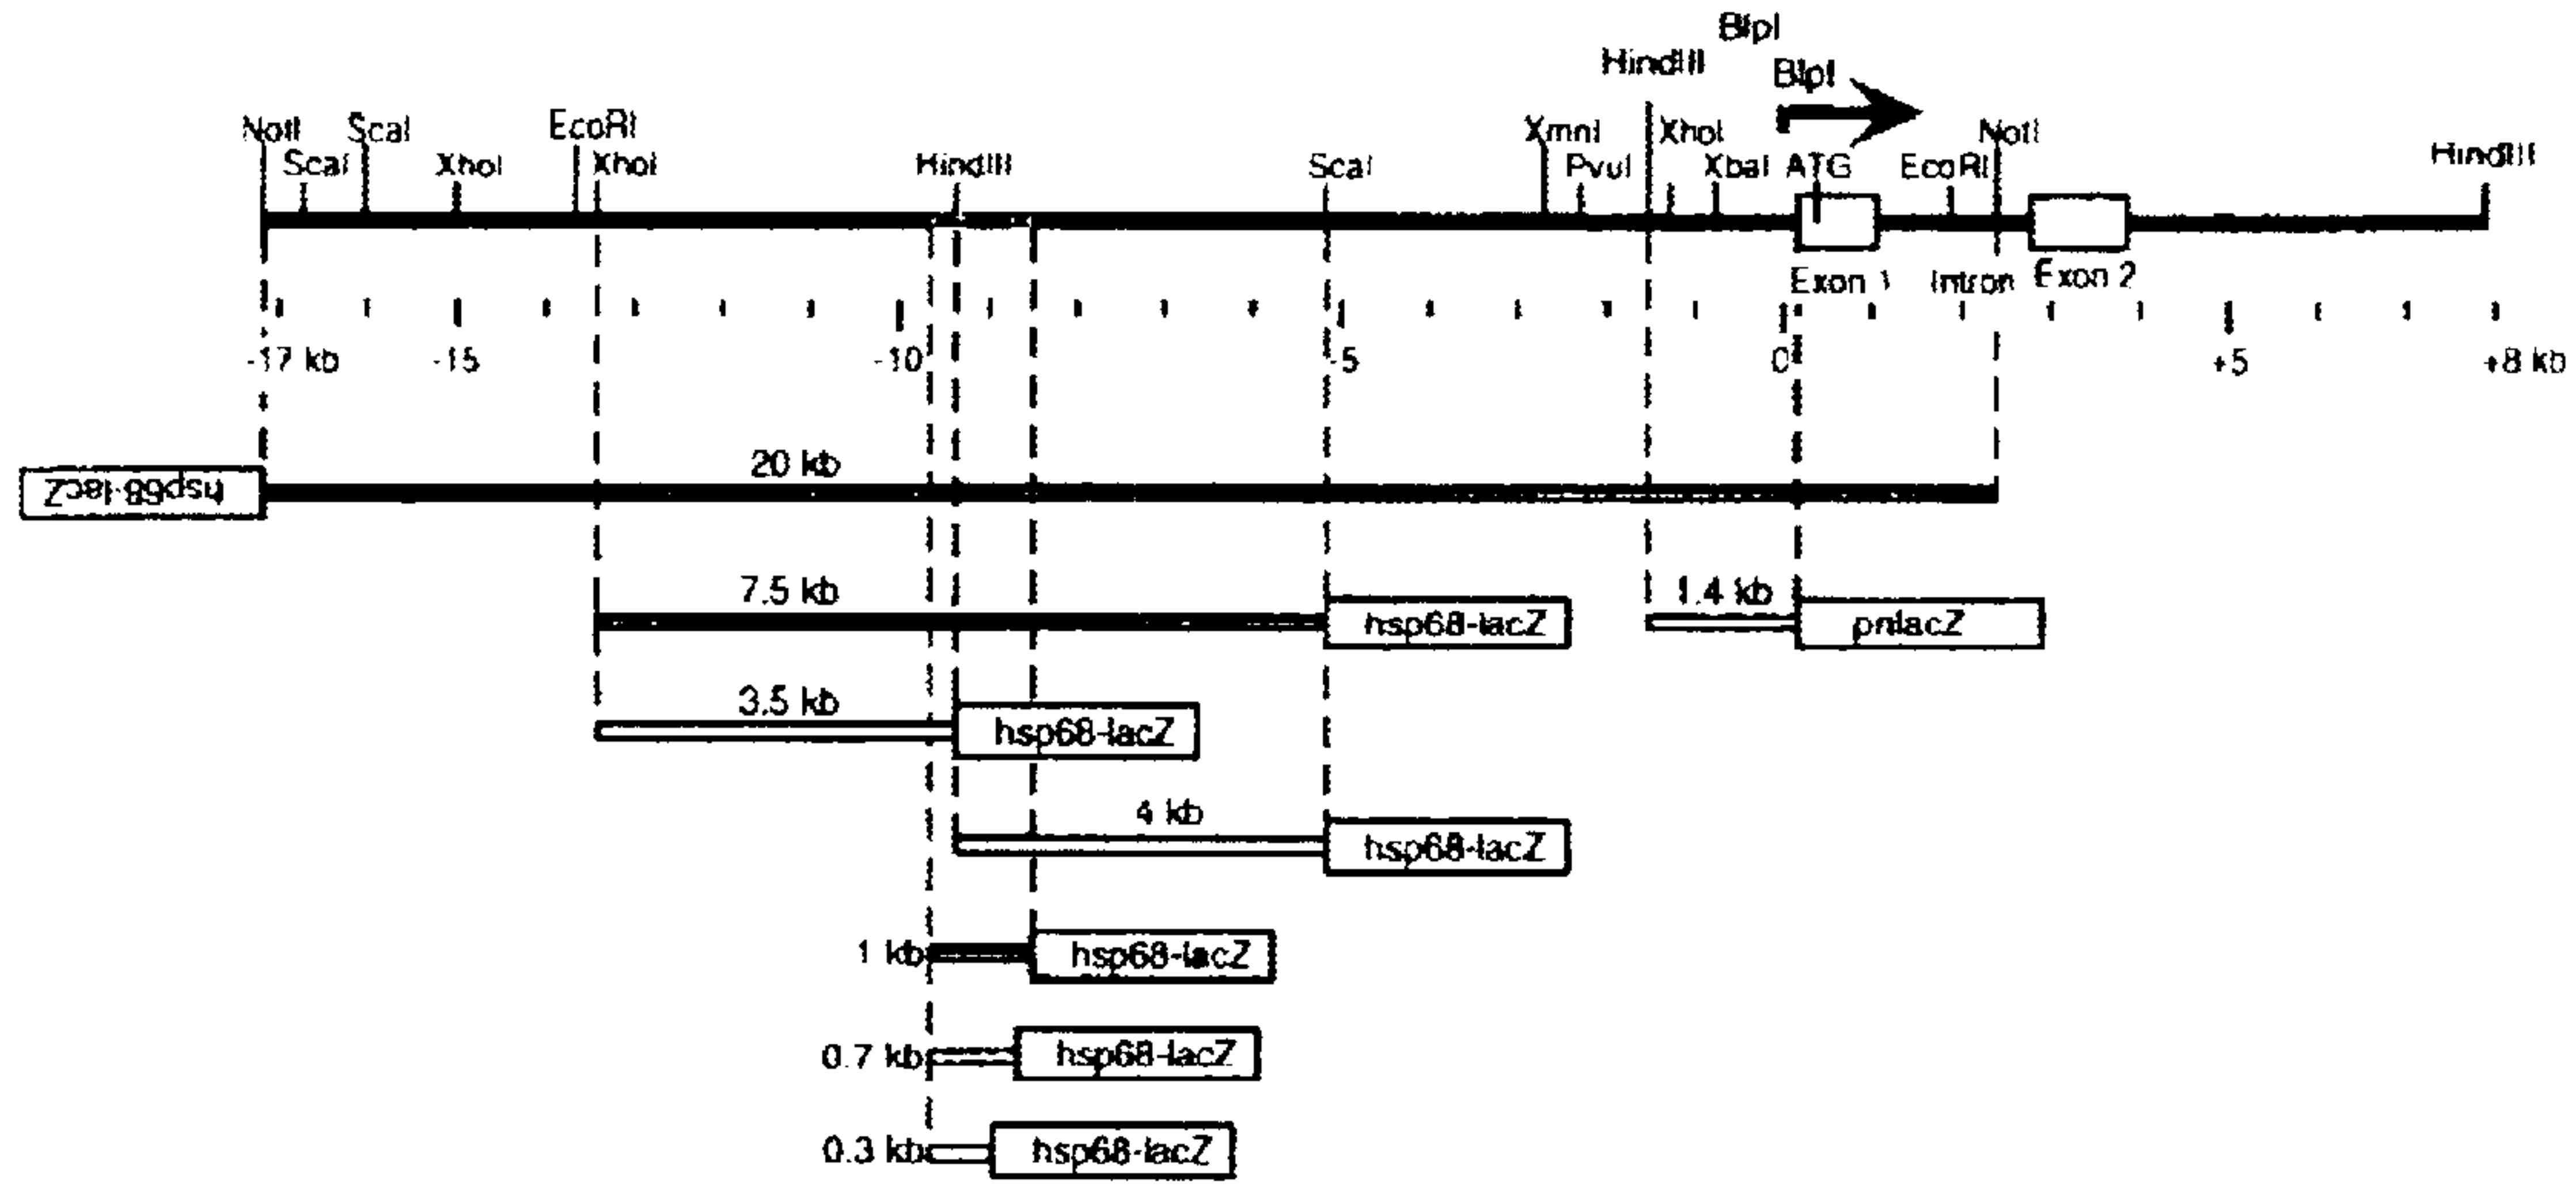 BlpI
HindIII BlpI
NotI ScaI EcoRI XmnI XhoI NotI
ScaI XhoI XhoI HindIII ScaI PvuI XbaI ATG EcoRI HindIII
Exon 1 Intron Exon 2
-17 kb -15 -10 -5 0 +5 +8 kb
20 kb
hsp68-lacZ
7.5 kb 1.4 kb
hsp68-lacZ pnlacZ
3.5 kb
hsp68-lacZ
4 kb
hsp68-lacZ
1 kb hsp68-lacZ
0.7 kb hsp68-lacZ
0.3 kb hsp68-lacZ